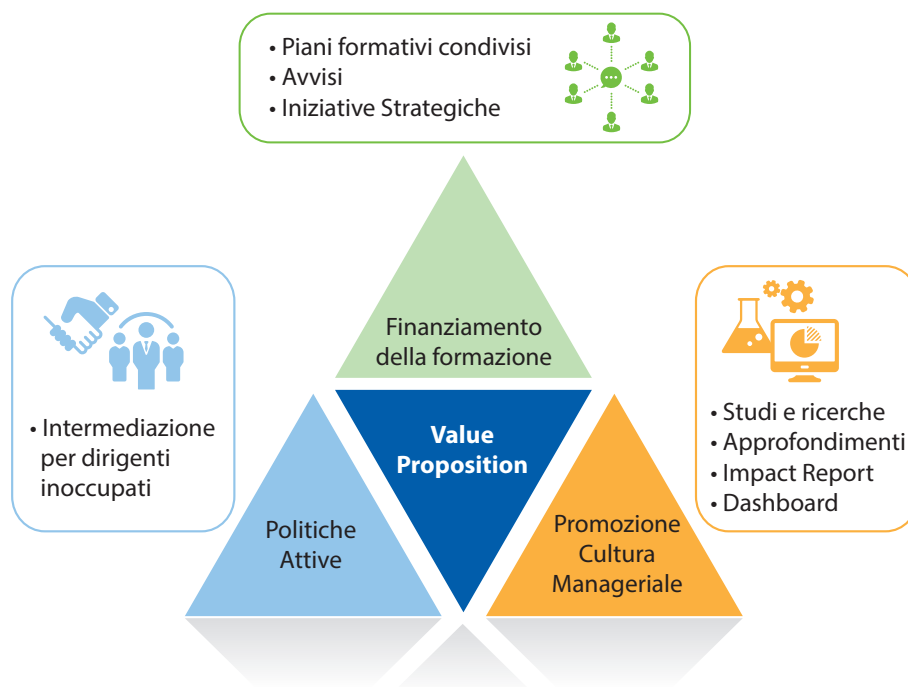 • Piani formativi condivisi
• Avvisi
• Iniziative Strategiche
Finanziamento
della formazione
• Intermediazione
per dirigenti
inoccupati
Value
Proposition
• Studi e ricerche
• Approfondimenti
• Impact Report
• Dashboard
Politiche
Attive
Promozione
Cultura
Manageriale